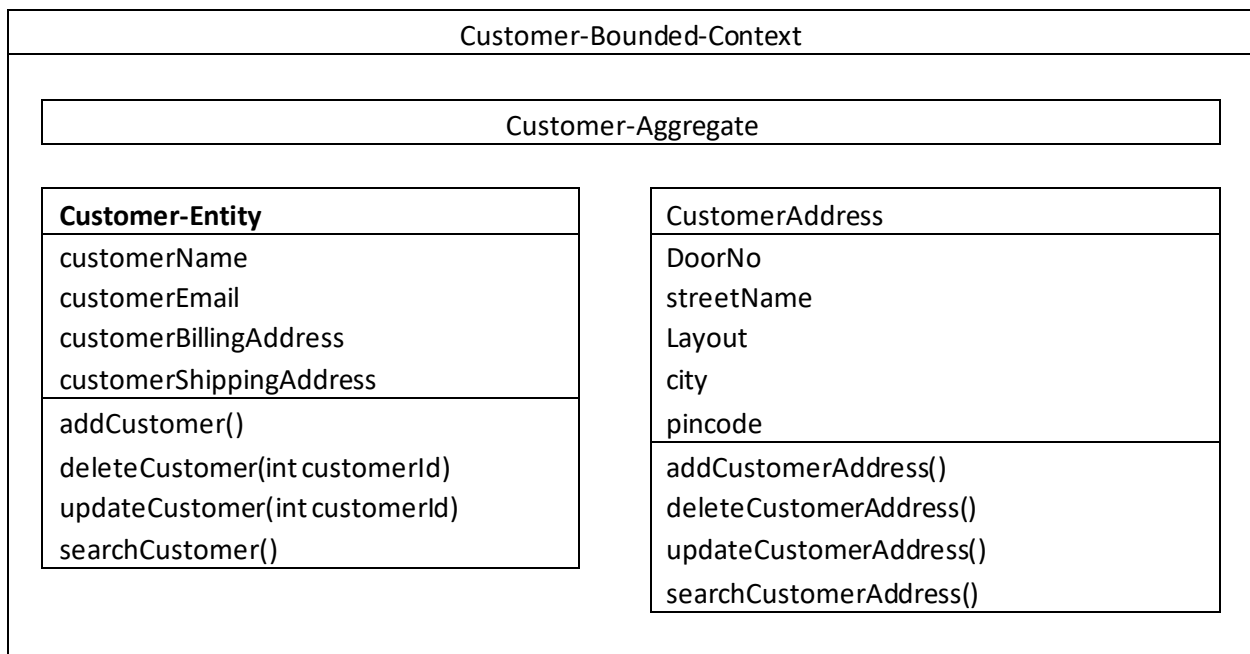 Customer-Bounded-Context
Customer-Aggregate
Customer-Entity
customerName
customerEmail
customerBillingAddress
customerShippingAddress
addCustomer()
deleteCustomer(int customerId)
updateCustomer(int customerId)
searchCustomer()
CustomerAddress
DoorNo
streetName
Layout
city
pincode
addCustomerAddress()
deleteCustomerAddress()
updateCustomerAddress()
searchCustomerAddress()